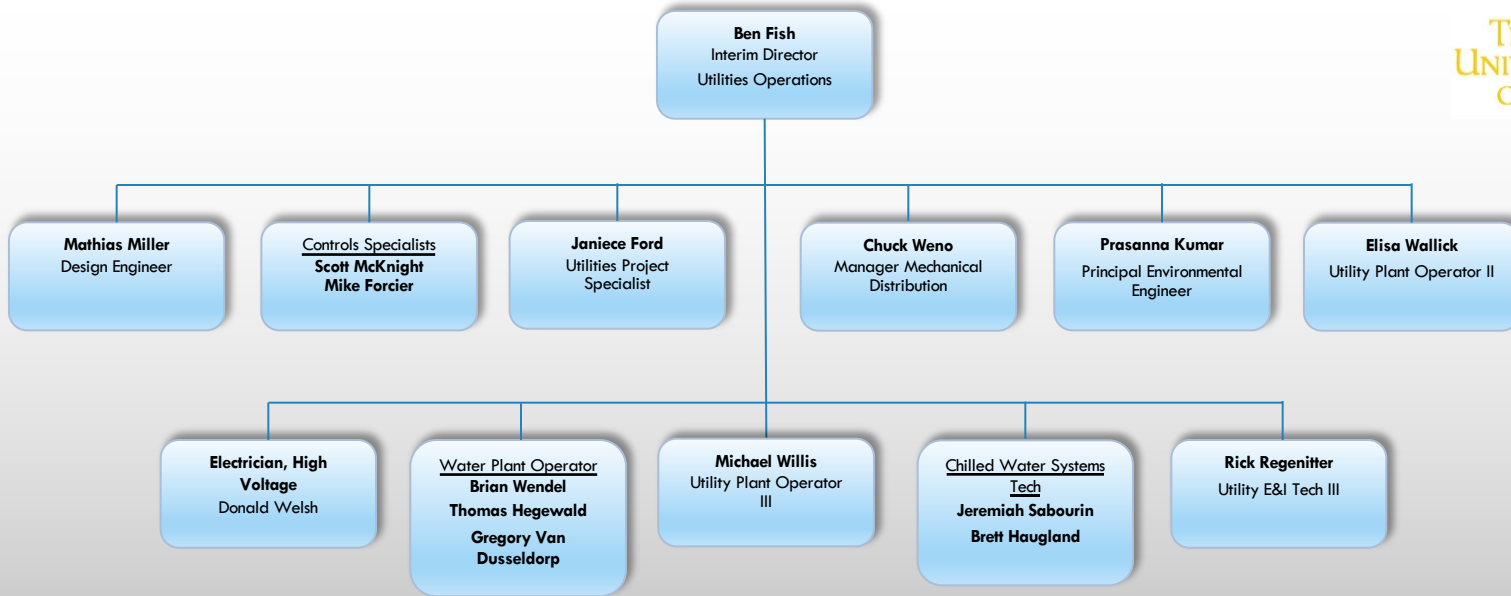 Ben Fish
Interim Director
Utilities Operations
Mathias Miller
Design Engineer
Controls Specialists
Scott McKnight
Mike Forcier
Janiece Ford
Utilities Project
Specialist
Chuck Weno
Manager Mechanical
Distribution
Prasanna Kumar
Principal Environmental
Engineer
Elisa Wallick
Utility Plant Operator II
Electrician, High
Voltage
Donald Welsh
Water Plant Operator
Brian Wendel
Thomas Hegewald
Gregory Van
Dusseldorp
Michael Willis
Utility Plant Operator
III
Chilled Water Systems
Tech
Jeremiah Sabourin
Brett Haugland
Rick Regenitter
Utility E&I Tech III